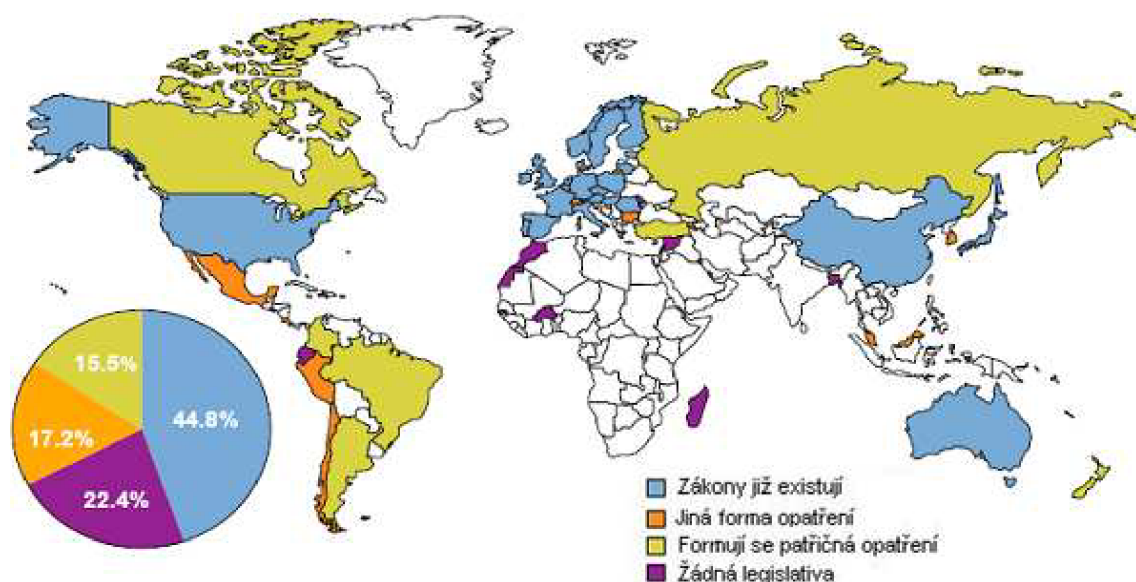 15.5%
44.8%
17.2%
22.4%
Zákony již existují
Jiná forma opatření
Formují se patřičná opatření
Žádná legislativa